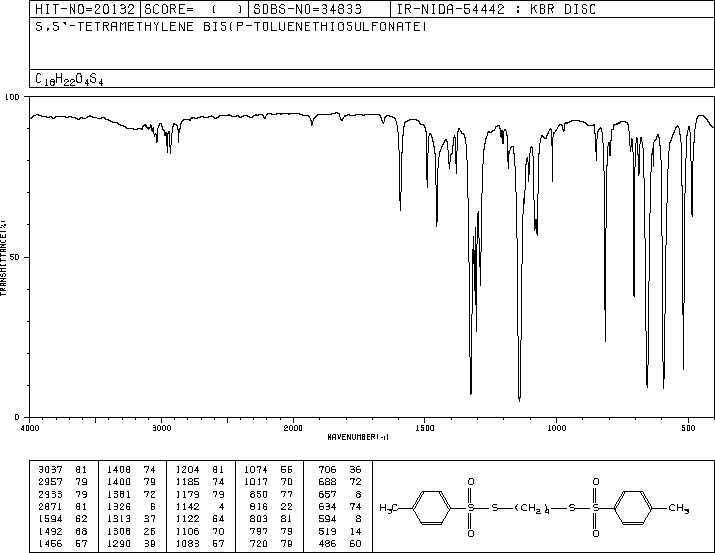 HIT-NO=20132 SCORE= ( ) SDBS-NO=34833 IR-NIDA-54442 : KBR DISC
S,S'-TETRAMETHYLENE BIS(P-TOLUENETHIOSULFONATE)
C18H22O4S4
100
50
0
TRANSMITTANCE(%)
4000 3000 2000 1500 1000 500
WAVENUMBER(-1)
3037 81 1408 74 1204 81 1074 55 706 36
2957 79 1400 79 1185 74 1017 70 688 72
2933 79 1381 72 1179 79 850 77 657 8
2871 81 1326 6 1142 4 816 22 634 74
1594 62 1313 37 1122 64 803 81 594 8
1492 68 1308 25 1106 70 797 79 519 14
1456 57 1290 39 1083 57 720 79 486 60
O O
H3C S S (CH2)4 S S CH3
O O